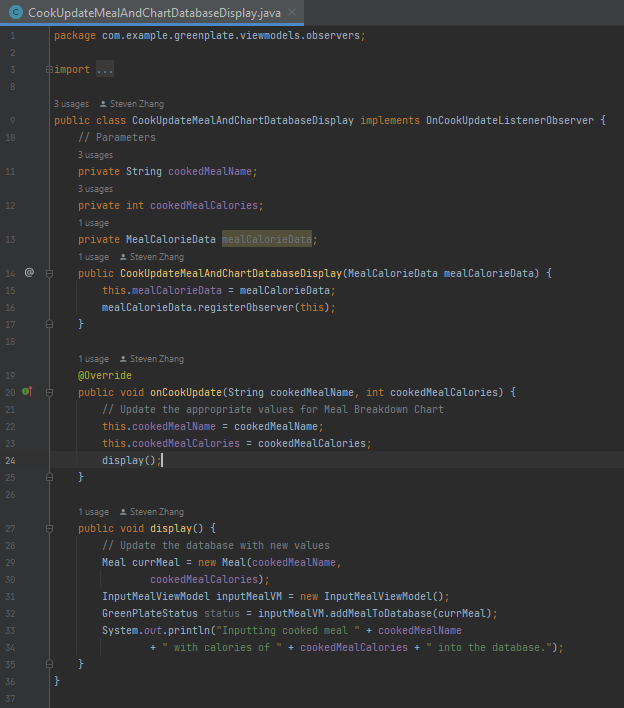 CookUpdateMealAndChartDatabaseDisplay.java
1 package com.example.greenplate.viewmodels.observers;
2
3 import ...
8
3 usages Steven Zhang
9 public class CookUpdateMealAndChartDatabaseDisplay implements OnCookUpdateListenerObserver {
10 // Parameters
3 usages
11 private String cookedMealName;
3 usages
12 private int cookedMealCalories;
1 usage
13 private MealCalorieData mealCalorieData;
1 usage Steven Zhang
14 @ public CookUpdateMealAndChartDatabaseDisplay(MealCalorieData mealCalorieData) {
15 this.mealCalorieData = mealCalorieData;
16 mealCalorieData.registerObserver(this);
17 }
18
1 usage Steven Zhang
19 @Override
20 public void onCookUpdate(String cookedMealName, int cookedMealCalories) {
21 // Update the appropriate values for Meal Breakdown Chart
22 this.cookedMealName = cookedMealName;
23 this.cookedMealCalories = cookedMealCalories;
24 display();
25 }
26
1 usage Steven Zhang
27 public void display() {
28 // Update the database with new values
29 Meal currMeal = new Meal(cookedMealName,
30 cookedMealCalories);
31 InputMealViewModel inputMealVM = new InputMealViewModel();
32 GreenPlateStatus status = inputMealVM.addMealToDatabase(currMeal);
33 System.out.println("Inputting cooked meal " + cookedMealName
34 + " with calories of " + cookedMealCalories + " into the database.");
35 }
36 }
37